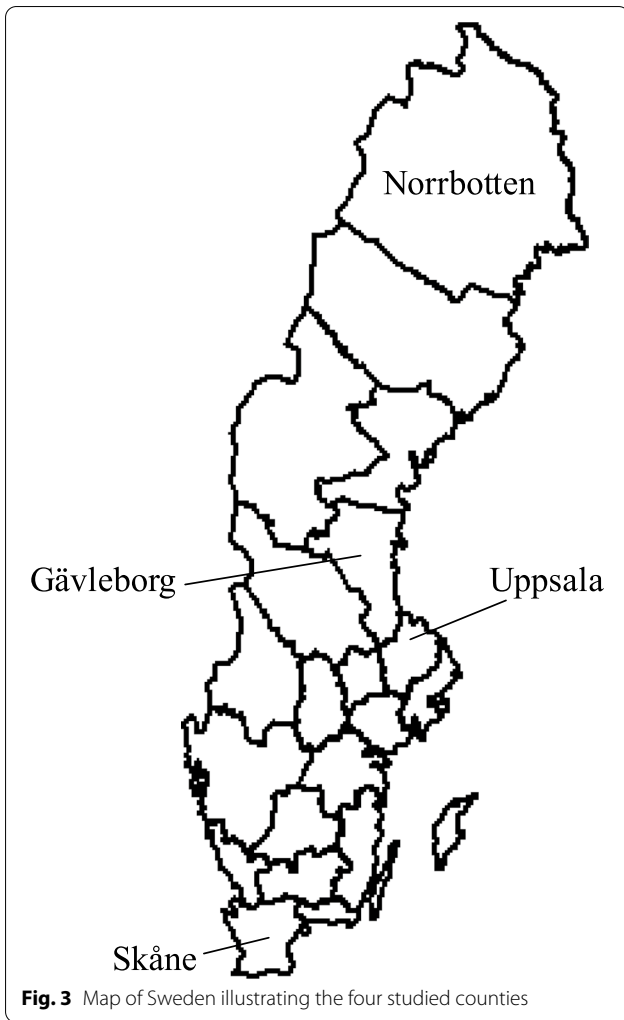 Norrbotten
Gävleborg
Uppsala
Skåne
Fig. 3 Map of Sweden illustrating the four studied counties